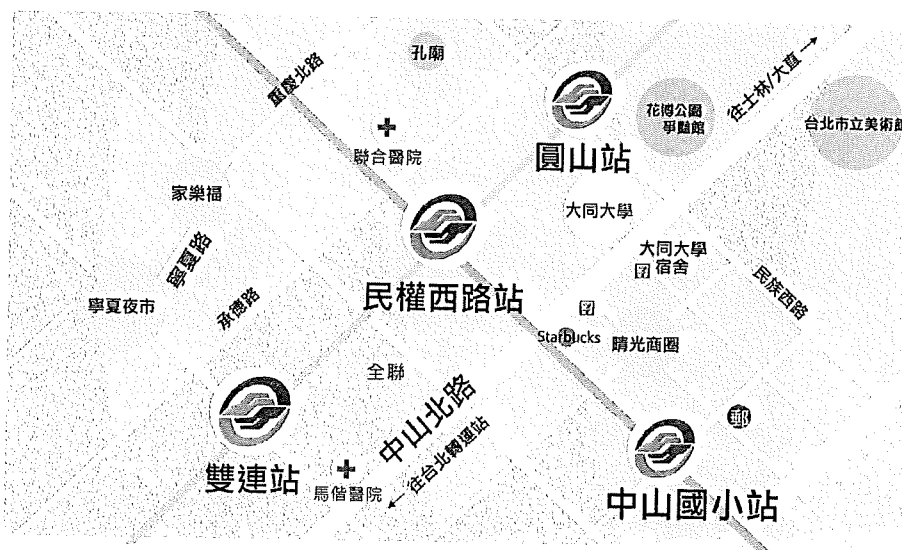 孔廟
重慶北路
往士林/大直 →
花博公園
爭豔館
台北市立美術館
聯合醫院
圓山站
家樂福
大同大學
大同大學
宿舍
寧夏路
民族西路
寧夏夜市
承德路
民權西路站
Starbucks
晴光商圈
全聯
中山北路
郵
← 往台北轉運站
雙連站
馬偕醫院
中山國小站